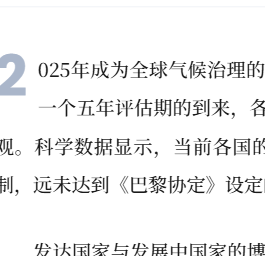 2
025年成为全球气候治理的
一个五年评估期的到来，各
观。科学数据显示，当前各国的
制，远未达到《巴黎协定》设定
发达国家与发展中国家的博